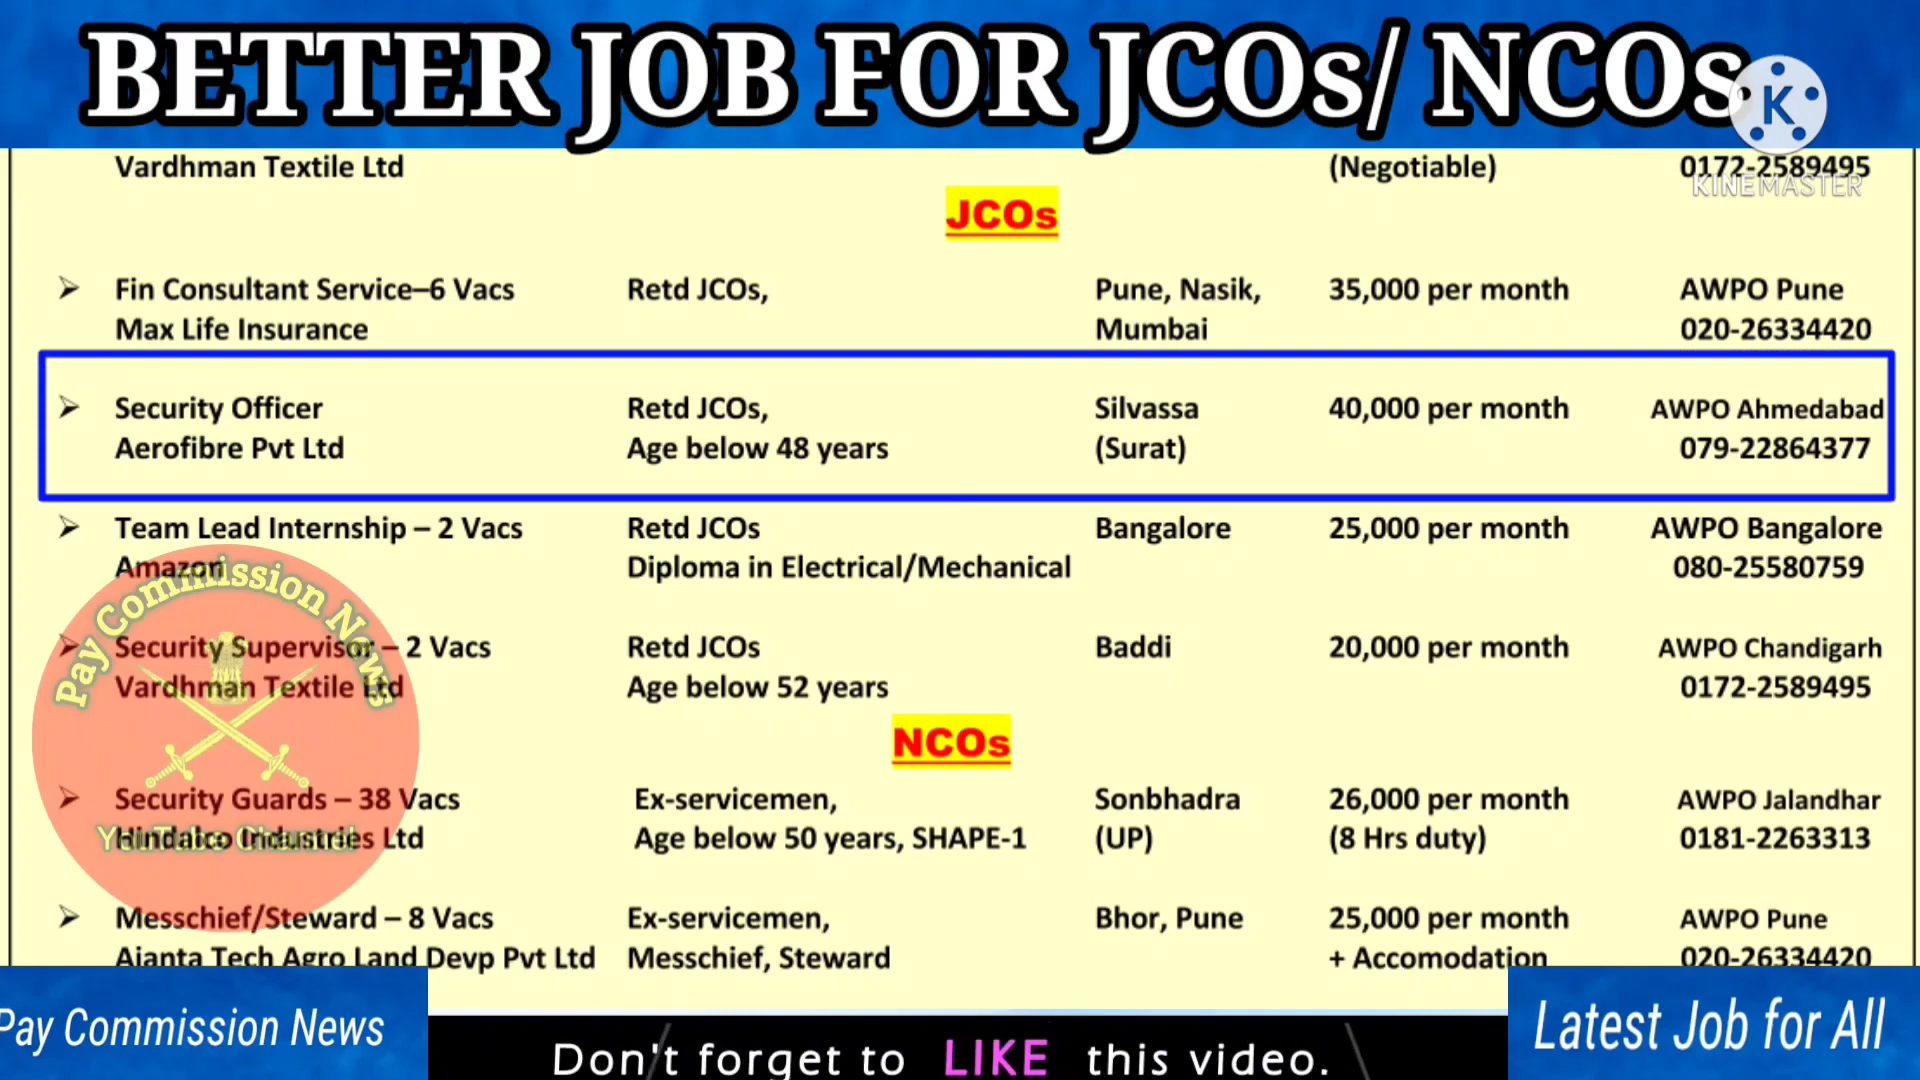 BETTER JOB FOR JCOs/ NCOs
K
KINEMASTER
Vardhman Textile Ltd (Negotiable) 0172-2589495
JCOs
➢ Fin Consultant Service–6 Vacs Retd JCOs, Pune, Nasik, 35,000 per month AWPO Pune
Max Life Insurance Mumbai 020-26334420
➢ Security Officer Retd JCOs, Silvassa 40,000 per month AWPO Ahmedabad
Aerofibre Pvt Ltd Age below 48 years (Surat) 079-22864377
➢ Team Lead Internship – 2 Vacs Retd JCOs Bangalore 25,000 per month AWPO Bangalore
Amazon Diploma in Electrical/Mechanical 080-25580759
➢ Security Supervisor – 2 Vacs Retd JCOs Baddi 20,000 per month AWPO Chandigarh
Vardhman Textile Ltd Age below 52 years 0172-2589495
NCOs
➢ Security Guards – 38 Vacs Ex-servicemen, Sonbhadra 26,000 per month AWPO Jalandhar
Hindalco Industries Ltd Age below 50 years, SHAPE-1 (UP) (8 Hrs duty) 0181-2263313
➢ Messchief/Steward – 8 Vacs Ex-servicemen, Bhor, Pune 25,000 per month AWPO Pune
Ajanta Tech Agro Land Devp Pvt Ltd Messchief, Steward + Accomodation 020-26334420
Pay Commission News
YouTube Channel
Pay Commission News
Don't forget to LIKE this video.
Latest Job for All